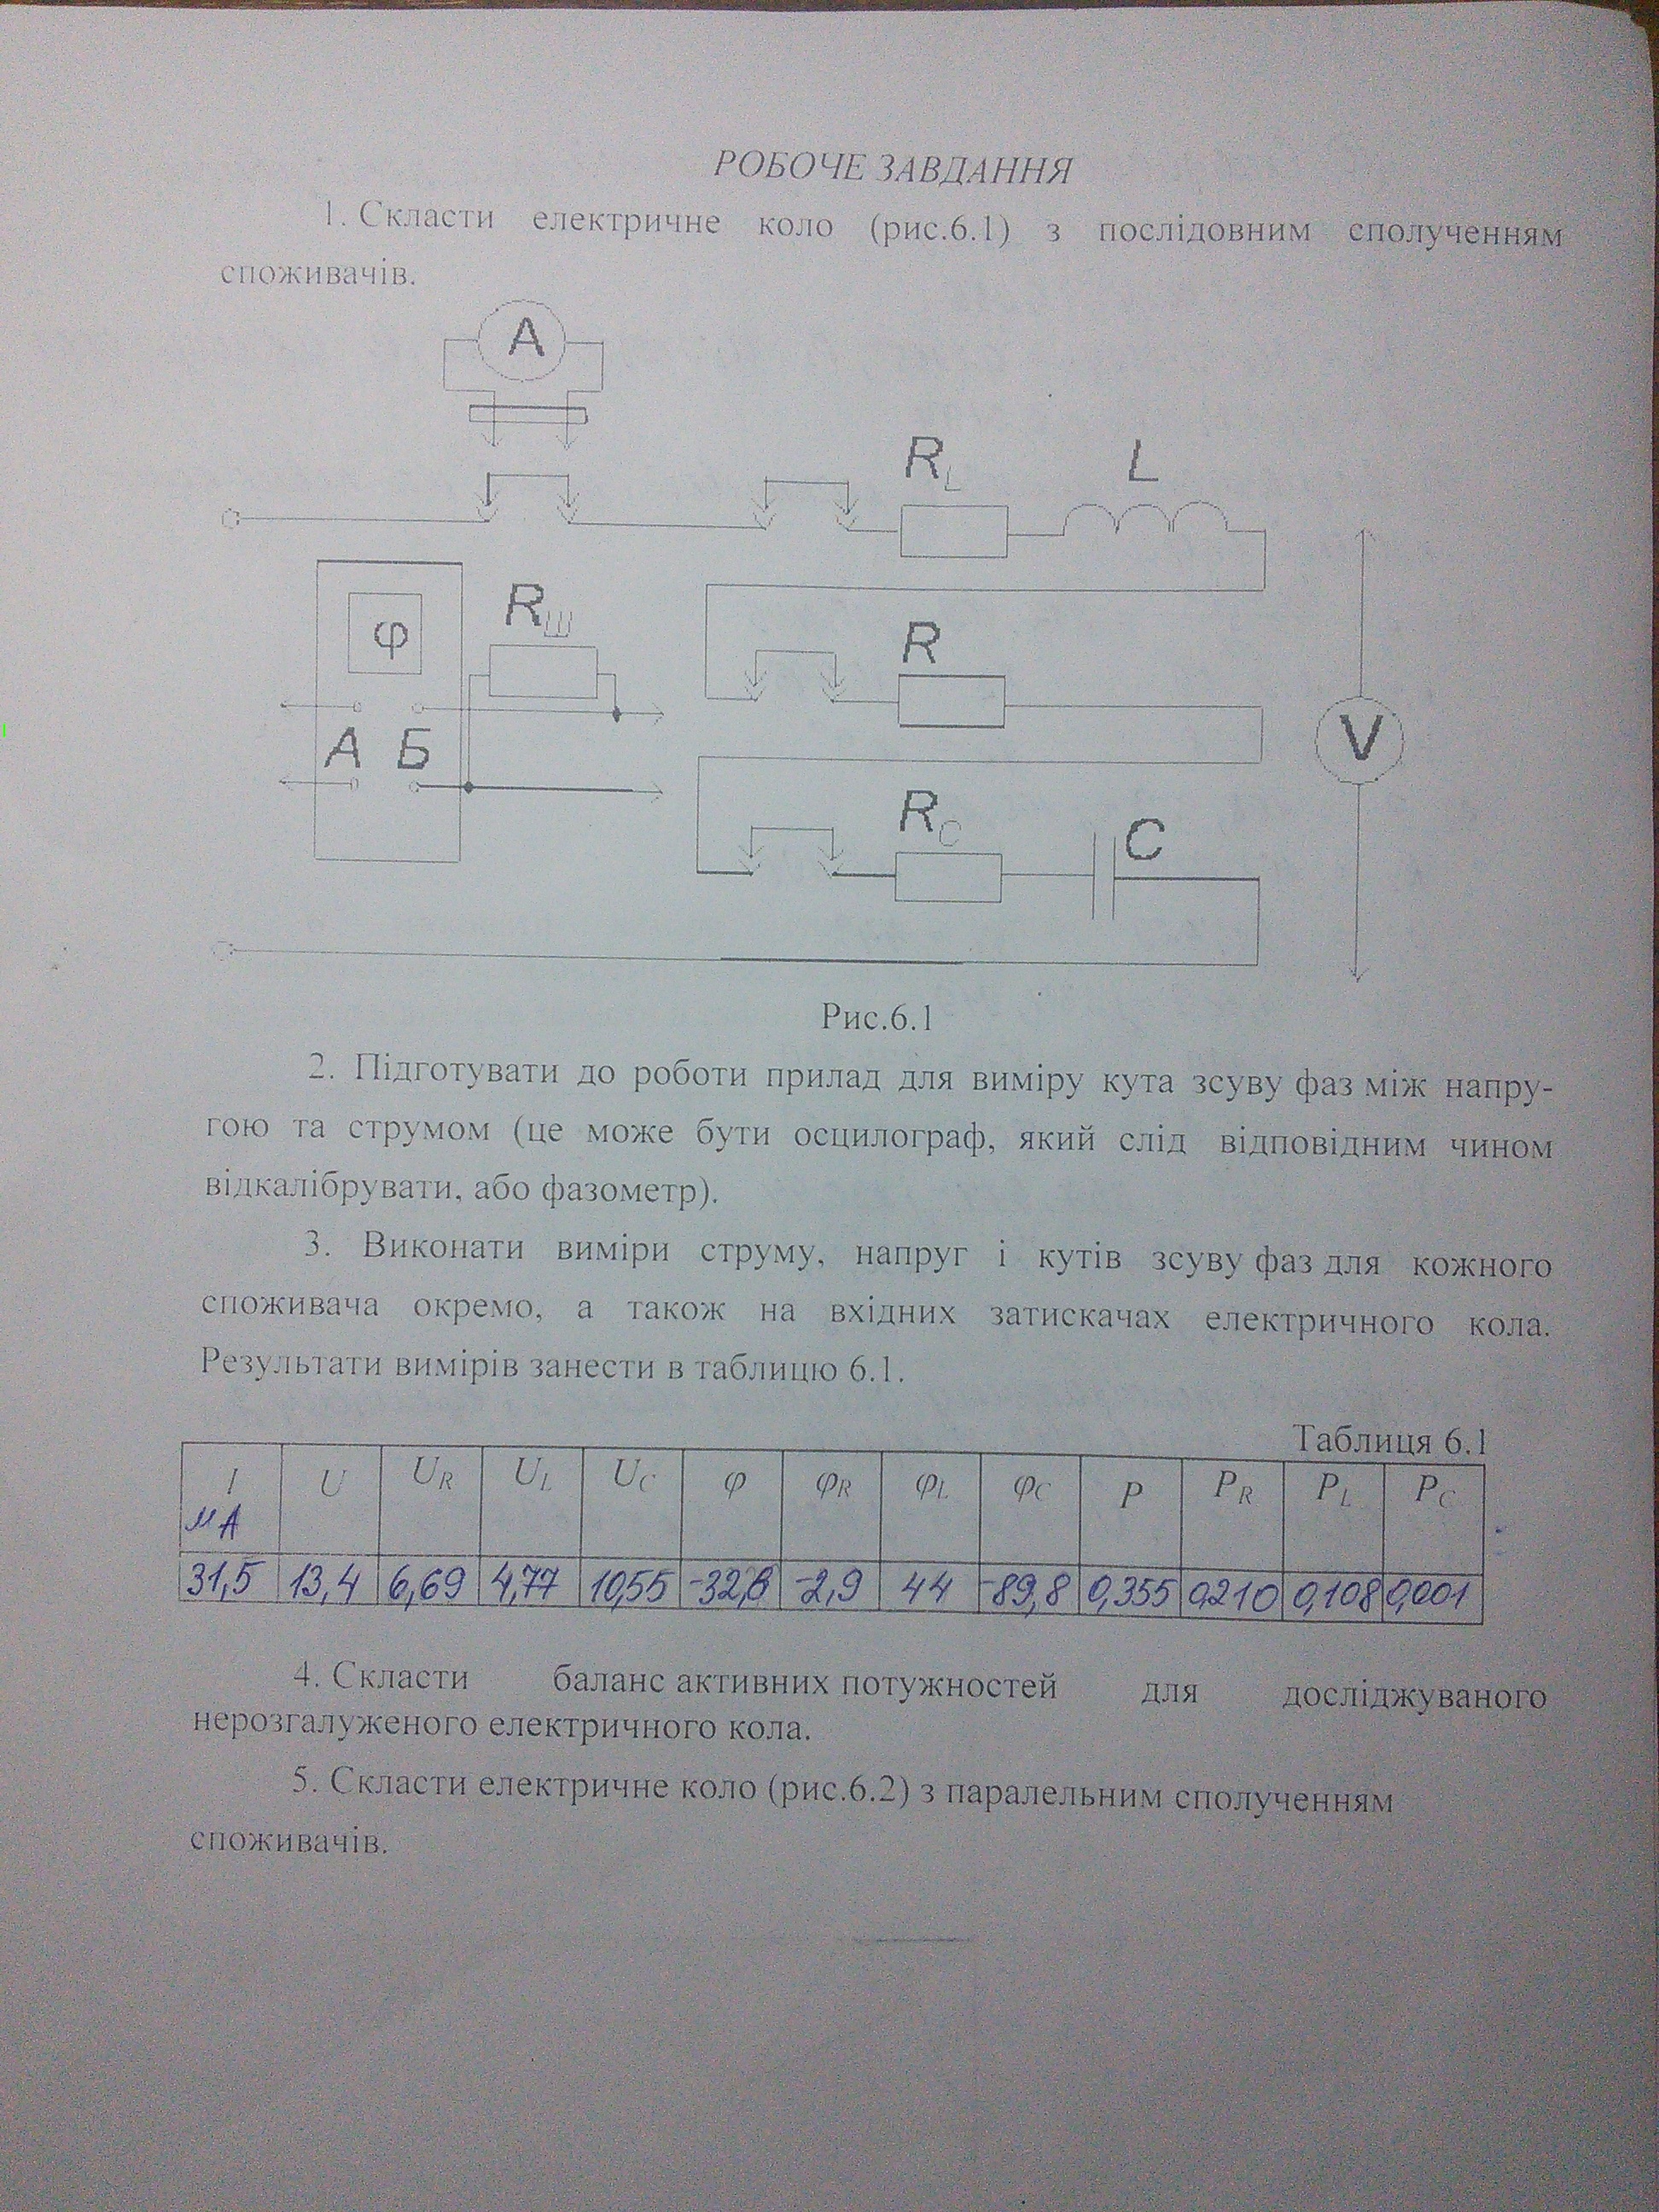 РОБОЧЕ ЗАВДАННЯ
1. Скласти електричне коло (рис.6.1) з послідовним сполученням
споживачів.
A
R_L L
R_Ш R
φ
V
А Б
R_C C
Рис.6.1
2. Підготувати до роботи прилад для виміру кута зсуву фаз між напру-
гою та струмом (це може бути осцилограф, який слід відповідним чином
відкалібрувати, або фазометр).
3. Виконати виміри струму, напруг і кутів зсуву фаз для кожного
споживача окремо, а також на вхідних затискачах електричного кола.
Результати вимірів занести в таблицю 6.1.
Таблиця 6.1
I U U_R U_L U_C φ φ_R φ_L φ_C P P_R P_L P_C
мА
31,5 13,4 6,69 4,77 10,55 -2,9 44 -89,8 0,355 0,210 0,108 0,001
4. Скласти баланс активних потужностей для досліджуваного
нерозгалуженого електричного кола.
5. Скласти електричне коло (рис.6.2) з паралельним сполученням
споживачів.